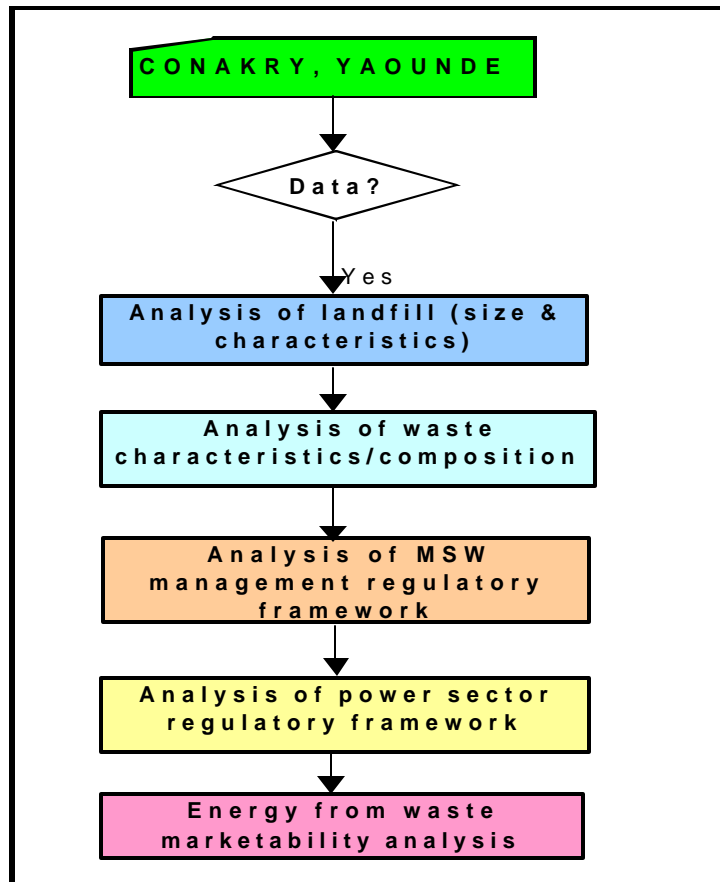 CONAKRY, YAOUNDE
Data?
Yes
Analysis of landfill (size &
characteristics)
Analysis of waste
characteristics/composition
Analysis of MSW
management regulatory
framework
Analysis of power sector
regulatory framework
Energy from waste
marketability analysis